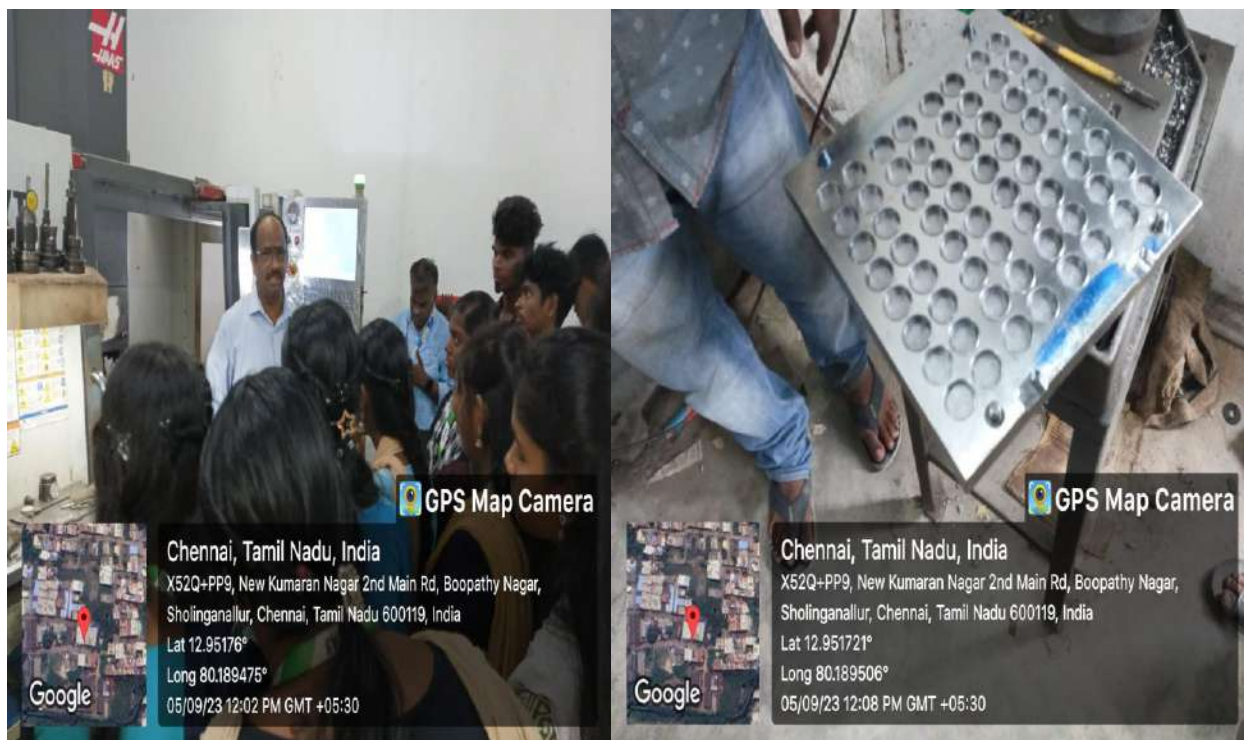 HAAS
GPS Map Camera
Chennai, Tamil Nadu, India
X52Q+PP9, New Kumaran Nagar 2nd Main Rd, Boopathy Nagar,
Sholinganallur, Chennai, Tamil Nadu 600119, India
Lat 12.95176°
Long 80.189475°
05/09/23 12:02 PM GMT +05:30
Google
GPS Map Camera
Chennai, Tamil Nadu, India
X52Q+PP9, New Kumaran Nagar 2nd Main Rd, Boopathy Nagar,
Sholinganallur, Chennai, Tamil Nadu 600119, India
Lat 12.951721°
Long 80.189506°
05/09/23 12:08 PM GMT +05:30
Google